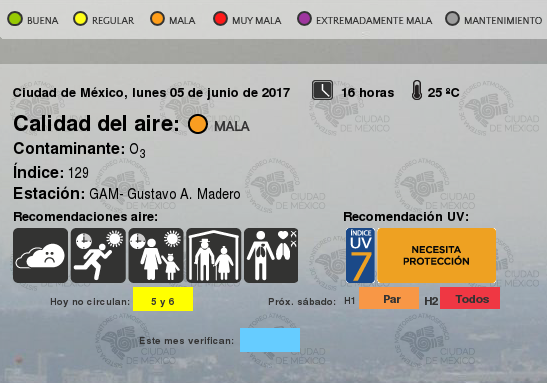 BUENA REGULAR MALA MUY MALA EXTREMADAMENTE MALA MANTENIMIENTO
Ciudad de México, lunes 05 de junio de 2017 16 horas 25 ºC
Calidad del aire: MALA
Contaminante: O3
Índice: 129
Estación: GAM- Gustavo A. Madero
Recomendaciones aire: Recomendación UV:
ÍNDICE
UV
7
NECESITA
PROTECCIÓN
Hoy no circulan: 5 y 6 Próx. sábado: H1 Par H2 Todos
Este mes verifican:
CIUDAD
DE MÉXICO